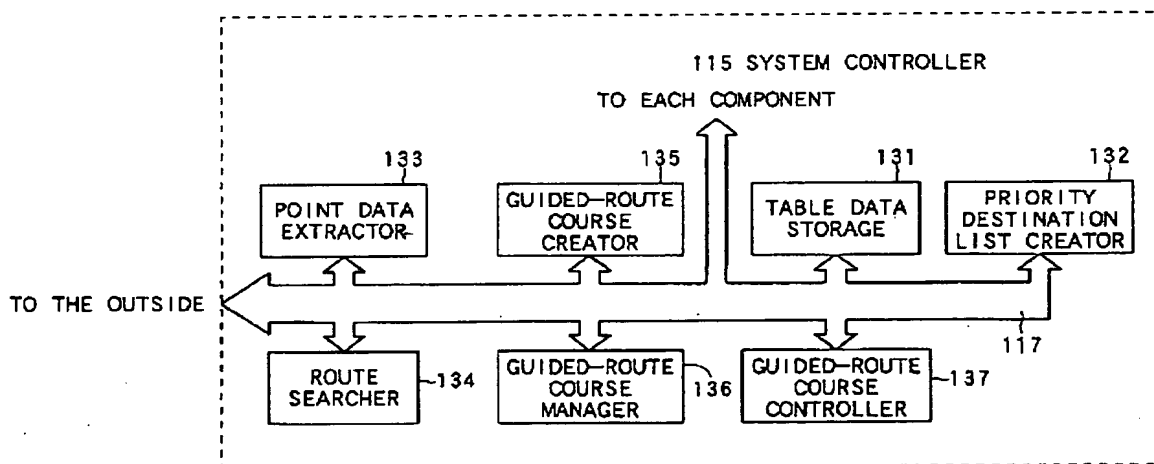 115 SYSTEM CONTROLLER
TO EACH COMPONENT
133
135
131
132
POINT DATA
EXTRACTOR
GUIDED-ROUTE
COURSE
CREATOR
TABLE DATA
STORAGE
PRIORITY
DESTINATION
LIST CREATOR
TO THE OUTSIDE
117
ROUTE
SEARCHER
134
GUIDED-ROUTE
COURSE
MANAGER
136
GUIDED-ROUTE
COURSE
CONTROLLER
137